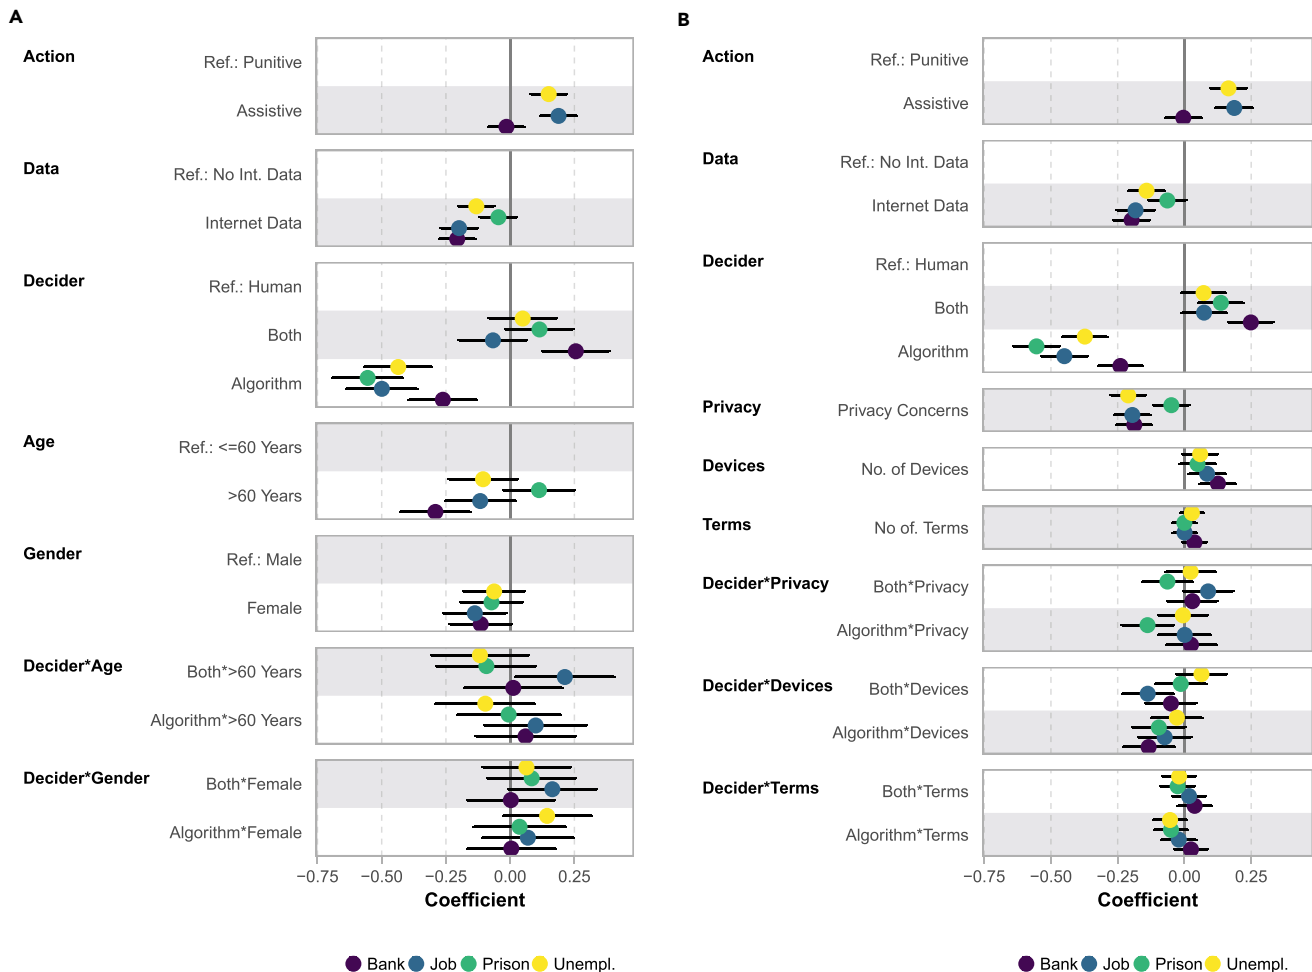 A
Action
Ref.: Punitive
Assistive
Data
Ref.: No Int. Data
Internet Data
Decider
Ref.: Human
Both
Algorithm
Age
Ref.: <=60 Years
>60 Years
Gender
Ref.: Male
Female
Decider*Age
Both*>60 Years
Algorithm*>60 Years
Decider*Gender
Both*Female
Algorithm*Female
−0.75 −0.50 −0.25 0.00 0.25
Coefficient
Bank Job Prison Unempl.
B
Action
Ref.: Punitive
Assistive
Data
Ref.: No Int. Data
Internet Data
Decider
Ref.: Human
Both
Algorithm
Privacy
Privacy Concerns
Devices
No. of Devices
Terms
No of. Terms
Decider*Privacy
Both*Privacy
Algorithm*Privacy
Decider*Devices
Both*Devices
Algorithm*Devices
Decider*Terms
Both*Terms
Algorithm*Terms
−0.75 −0.50 −0.25 0.00 0.25
Coefficient
Bank Job Prison Unempl.